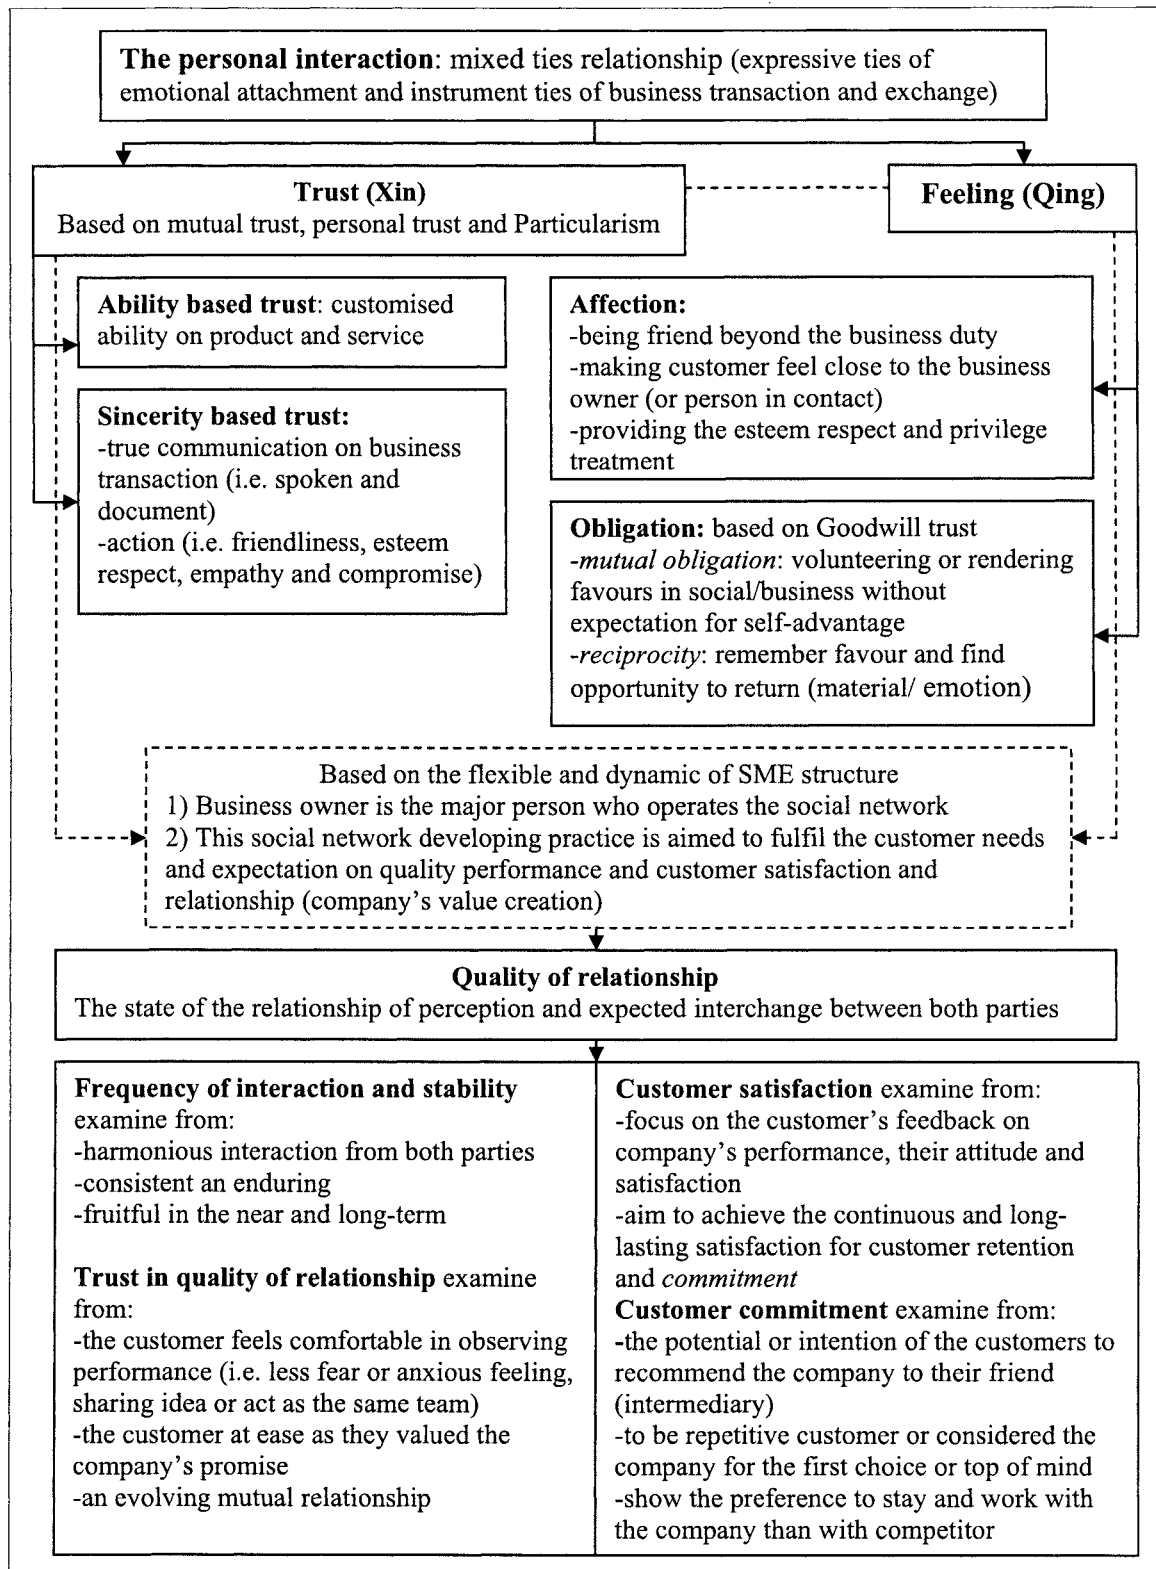 The personal interaction: mixed ties relationship (expressive ties of
emotional attachment and instrument ties of business transaction and exchange)
Trust (Xin)
Based on mutual trust, personal trust and Particularism
Feeling (Qing)
Ability based trust: customised
ability on product and service
Sincerity based trust:
-true communication on business
transaction (i.e. spoken and
document)
-action (i.e. friendliness, esteem
respect, empathy and compromise)
Affection:
-being friend beyond the business duty
-making customer feel close to the business
owner (or person in contact)
-providing the esteem respect and privilege
treatment
Obligation: based on Goodwill trust
-mutual obligation: volunteering or rendering
favours in social/business without
expectation for self-advantage
-reciprocity: remember favour and find
opportunity to return (material/ emotion)
Based on the flexible and dynamic of SME structure
1) Business owner is the major person who operates the social network
2) This social network developing practice is aimed to fulfil the customer needs
and expectation on quality performance and customer satisfaction and
relationship (company's value creation)
Quality of relationship
The state of the relationship of perception and expected interchange between both parties
Frequency of interaction and stability
examine from:
-harmonious interaction from both parties
-consistent an enduring
-fruitful in the near and long-term
Trust in quality of relationship examine
from:
-the customer feels comfortable in observing
performance (i.e. less fear or anxious feeling,
sharing idea or act as the same team)
-the customer at ease as they valued the
company's promise
-an evolving mutual relationship
Customer satisfaction examine from:
-focus on the customer's feedback on
company's performance, their attitude and
satisfaction
-aim to achieve the continuous and long-
lasting satisfaction for customer retention
and commitment
Customer commitment examine from:
-the potential or intention of the customers to
recommend the company to their friend
(intermediary)
-to be repetitive customer or considered the
company for the first choice or top of mind
-show the preference to stay and work with
the company than with competitor